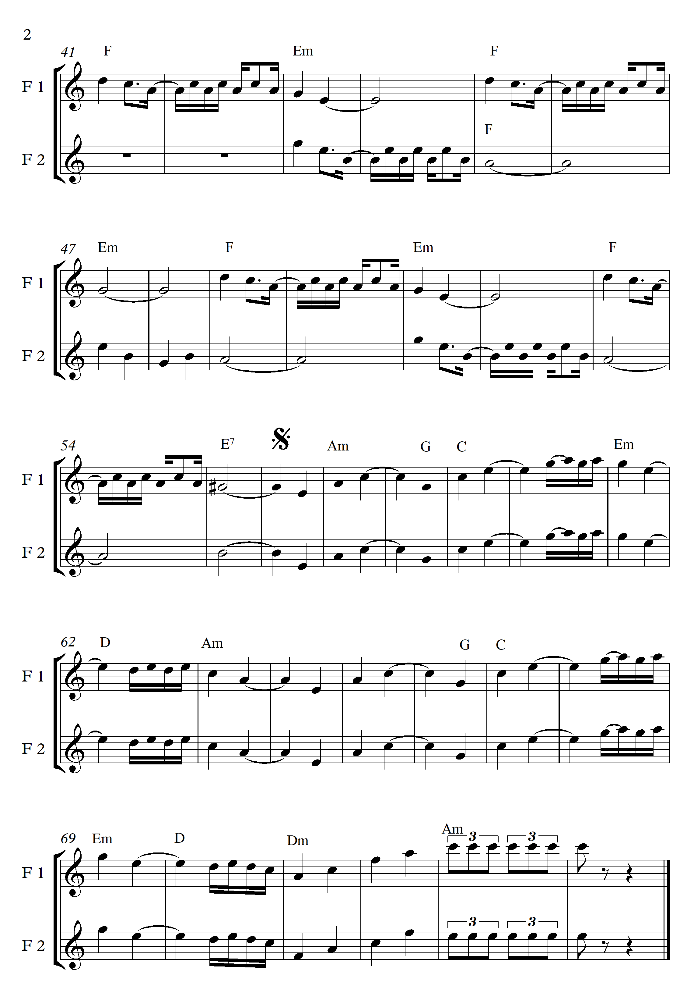 2
41 F Em F
F 1
F
F 2
47 Em F Em F
F 1
F 2
54 E7 Am G C Em
F 1
F 2
62 D Am G C
F 1
F 2
69 Em D Dm Am
3 3
F 1
3 3
F 2